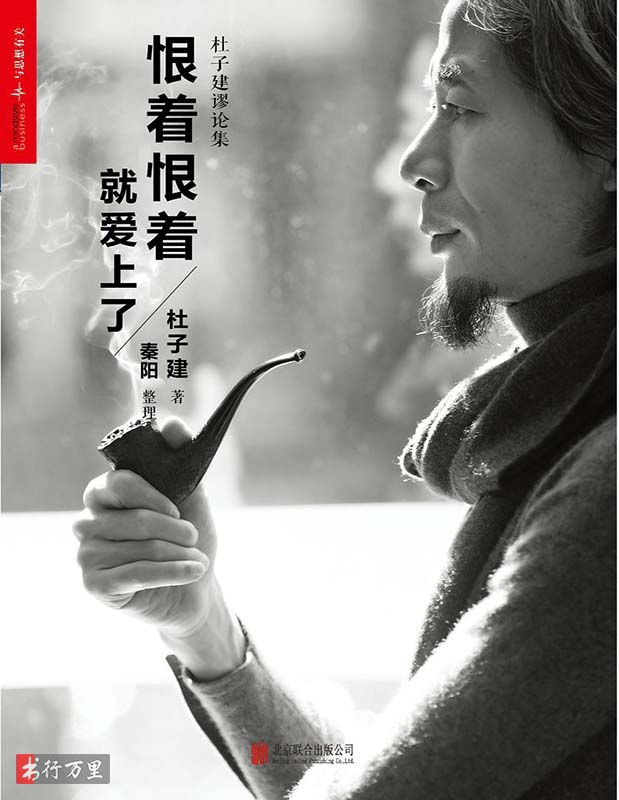 与思想有关
business
杜子建谬论集
恨着恨着
就爱上了
杜子建 著
秦阳 整理
北京联合出版公司
Beijing United Publishing Co.,Ltd.
书行万里